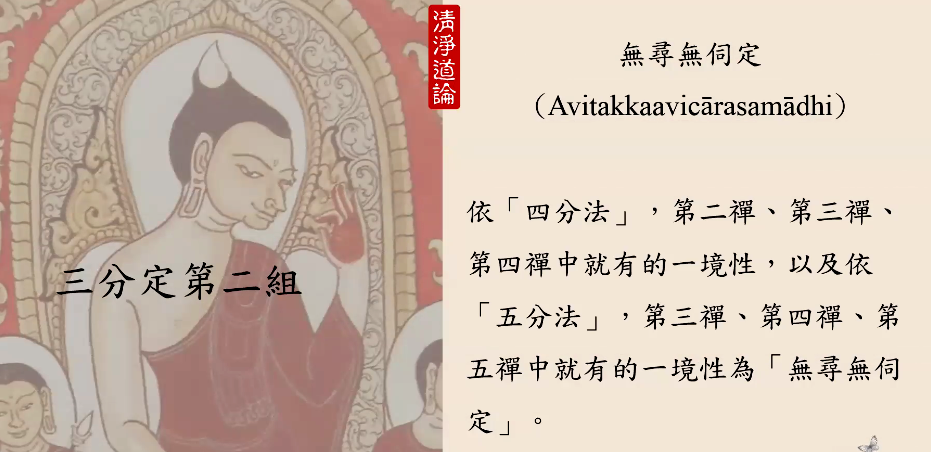 清淨道論
三分定第二組
無尋無伺定
（Avitakkaavicārasamādhi）
依「四分法」，第二禪、第三禪、
第四禪中就有的一境性，以及依
「五分法」，第三禪、第四禪、第
五禪中就有的一境性為「無尋無伺
定」。